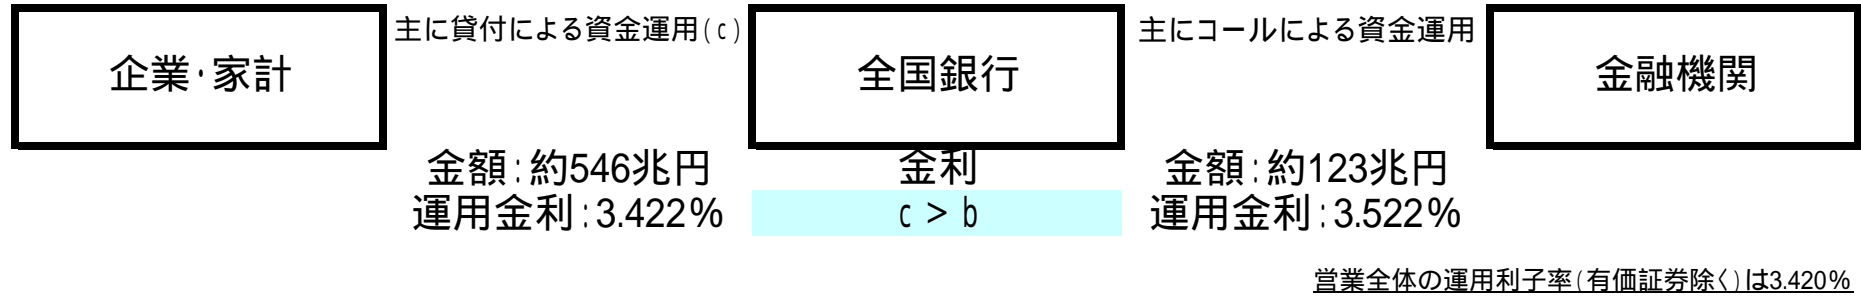 主に貸付による資金運用(c)
主にコールによる資金運用
企業・家計
全国銀行
金融機関
金額:約546兆円
金利
金額:約123兆円
運用金利:3.422%
c > b
運用金利:3.522%
営業全体の運用利子率(有価証券除く)は3.420%